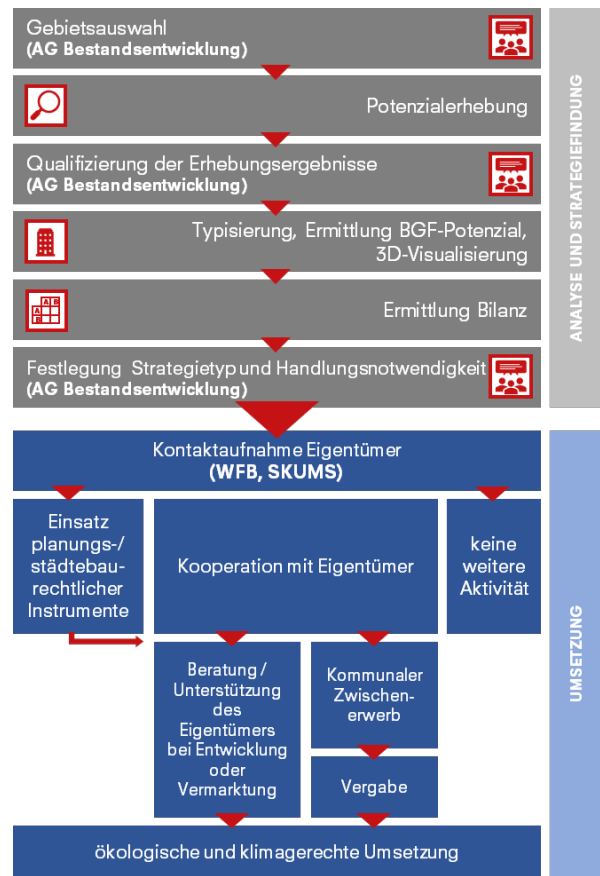 Gebietsauswahl
(AG Bestandsentwicklung)
Potenzialerhebung
Qualifizierung der Erhebungsergebnisse
(AG Bestandsentwicklung)
Typisierung, Ermittlung BGF-Potenzial,
3D-Visualisierung
A B
A
B
Ermittlung Bilanz
Festlegung Strategietyp und Handlungsnotwendigkeit
(AG Bestandsentwicklung)
ANALYSE UND STRATEGIEFINDUNG
Kontaktaufnahme Eigentümer
(WFB, SKUMS)
Einsatz
planungs-/
städtebau-
rechtlicher
Instrumente
Kooperation mit Eigentümer
keine
weitere
Aktivität
Beratung /
Unterstützung
des
Eigentümers
bei Entwicklung
oder
Vermarktung
Kommunaler
Zwischen-
erwerb
Vergabe
ökologische und klimagerechte Umsetzung
UMSETZUNG